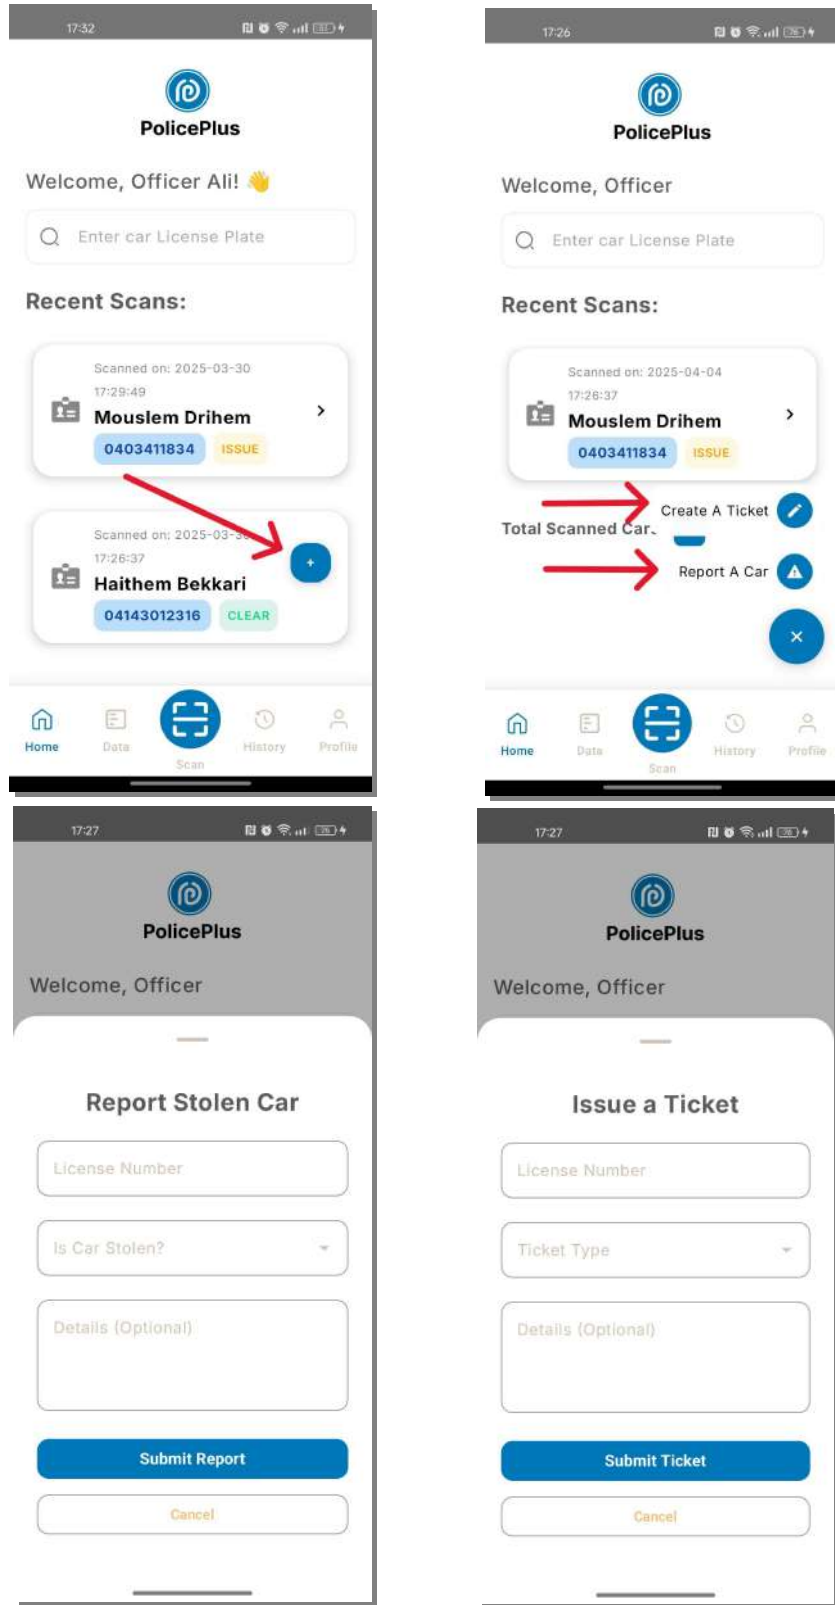 17:32
PolicePlus
Welcome, Officer Ali! 👋
Enter car License Plate
Recent Scans:
Scanned on: 2025-03-30
17:29:49
Mouslem Drihem
0403411834 ISSUE
Scanned on: 2025-03-30
17:26:37
+
Haithem Bekkari
04143012316 CLEAR
Home Data Scan History Profile
17:26
PolicePlus
Welcome, Officer
Enter car License Plate
Recent Scans:
Scanned on: 2025-04-04
17:26:37
Mouslem Drihem
0403411834 ISSUE
Create A Ticket
Total Scanned Car
Report A Car
Home Data Scan History Profile
17:27
PolicePlus
Welcome, Officer
Report Stolen Car
License Number
Is Car Stolen?
Details (Optional)
Submit Report
Cancel
17:27
PolicePlus
Welcome, Officer
Issue a Ticket
License Number
Ticket Type
Details (Optional)
Submit Ticket
Cancel